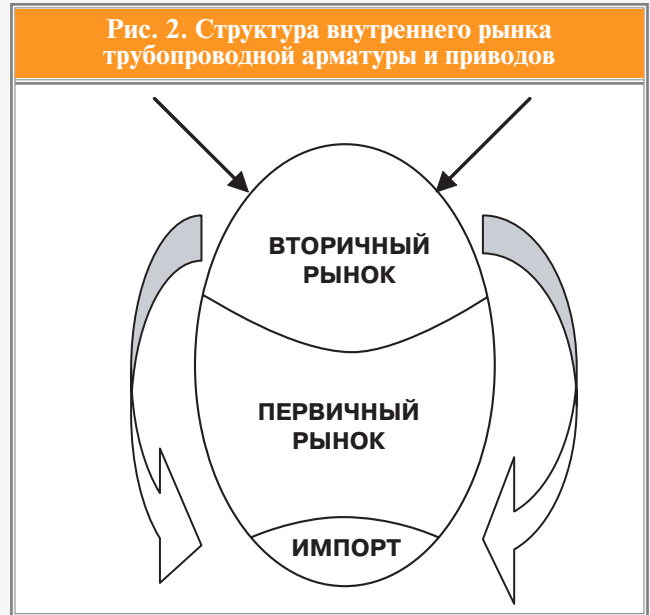 Рис. 2. Структура внутреннего рынка
трубопроводной арматуры и приводов
ВТОРИЧНЫЙ
РЫНОК
ПЕРВИЧНЫЙ
РЫНОК
ИМПОРТ